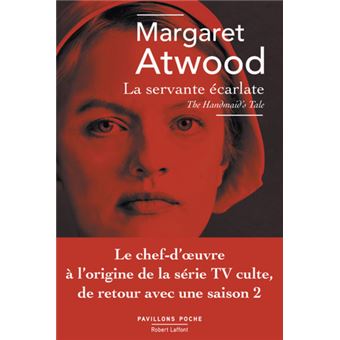 Margaret
Atwood
La servante écarlate
The Handmaid's Tale
Le chef-d'œuvre
à l'origine de la série TV culte,
de retour avec une saison 2
PAVILLONS POCHE
Robert Laffont